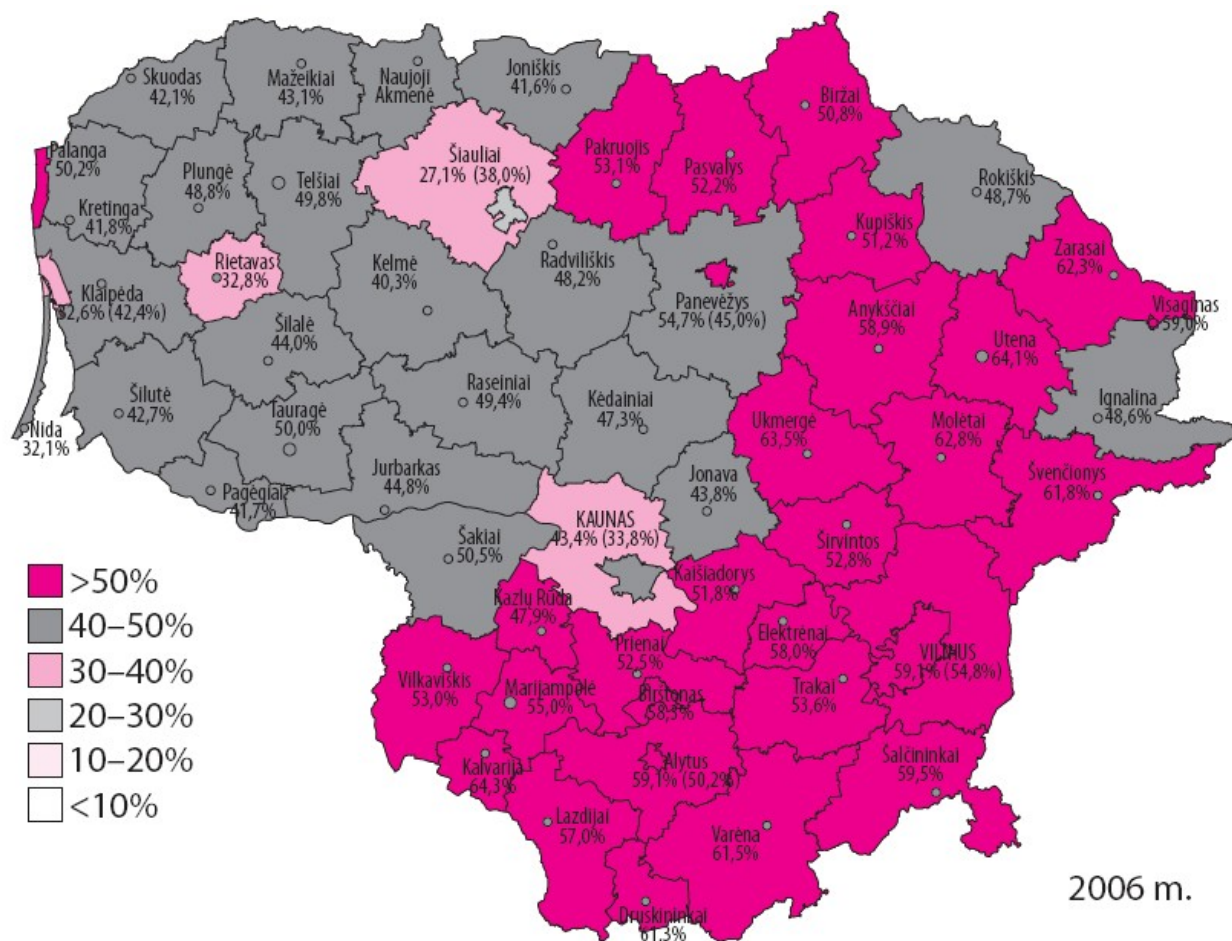 Skuodas
42,1%
Mažeikiai
43,1%
Naujoji
Akmenė
Joniškis
41,6%
Biržai
50,8%
Palanga
50,2%
Plungė
48,8%
Telšiai
49,8%
Šiauliai
27,1% (38,0%)
Pakruojis
53,1%
Pasvalys
52,2%
Rokiškis
48,7%
Kretinga
41,8%
Kupiškis
51,2%
Zarasai
62,3%
Rietavas
32,8%
Kelmė
40,3%
Radviliškis
48,2%
Klaipėda
32,6% (42,4%)
Panevėžys
54,7% (45,0%)
Anykščiai
58,9%
Visaginas
59,0%
Utena
64,1%
Šilalė
44,0%
Šilutė
42,7%
Raseiniai
49,4%
Kėdainiai
47,3%
Ignalina
48,6%
Tauragė
50,0%
Ukmergė
63,5%
Molėtai
62,8%
Nida
32,1%
Jurbarkas
44,8%
Jonava
43,8%
Švenčionys
61,8%
Pagėgiai
41,7%
KAUNAS
43,4% (33,8%)
Šakiai
50,5%
Širvintos
52,8%
Kaišiadorys
51,8%
Kazlų Rūda
47,9%
Elektrėnai
58,0%
Prienai
52,5%
VILNIUS
59,1% (54,8%)
Vilkaviškis
53,0%
Marijampolė
55,0%
Birštonas
58,5%
Trakai
53,6%
Kalvarija
64,3%
Alytus
59,1% (50,2%)
Šalčininkai
59,5%
Lazdijai
57,0%
Varėna
61,5%
Druskininkai
61,3%
>50%
40–50%
30–40%
20–30%
10–20%
<10%
2006 m.